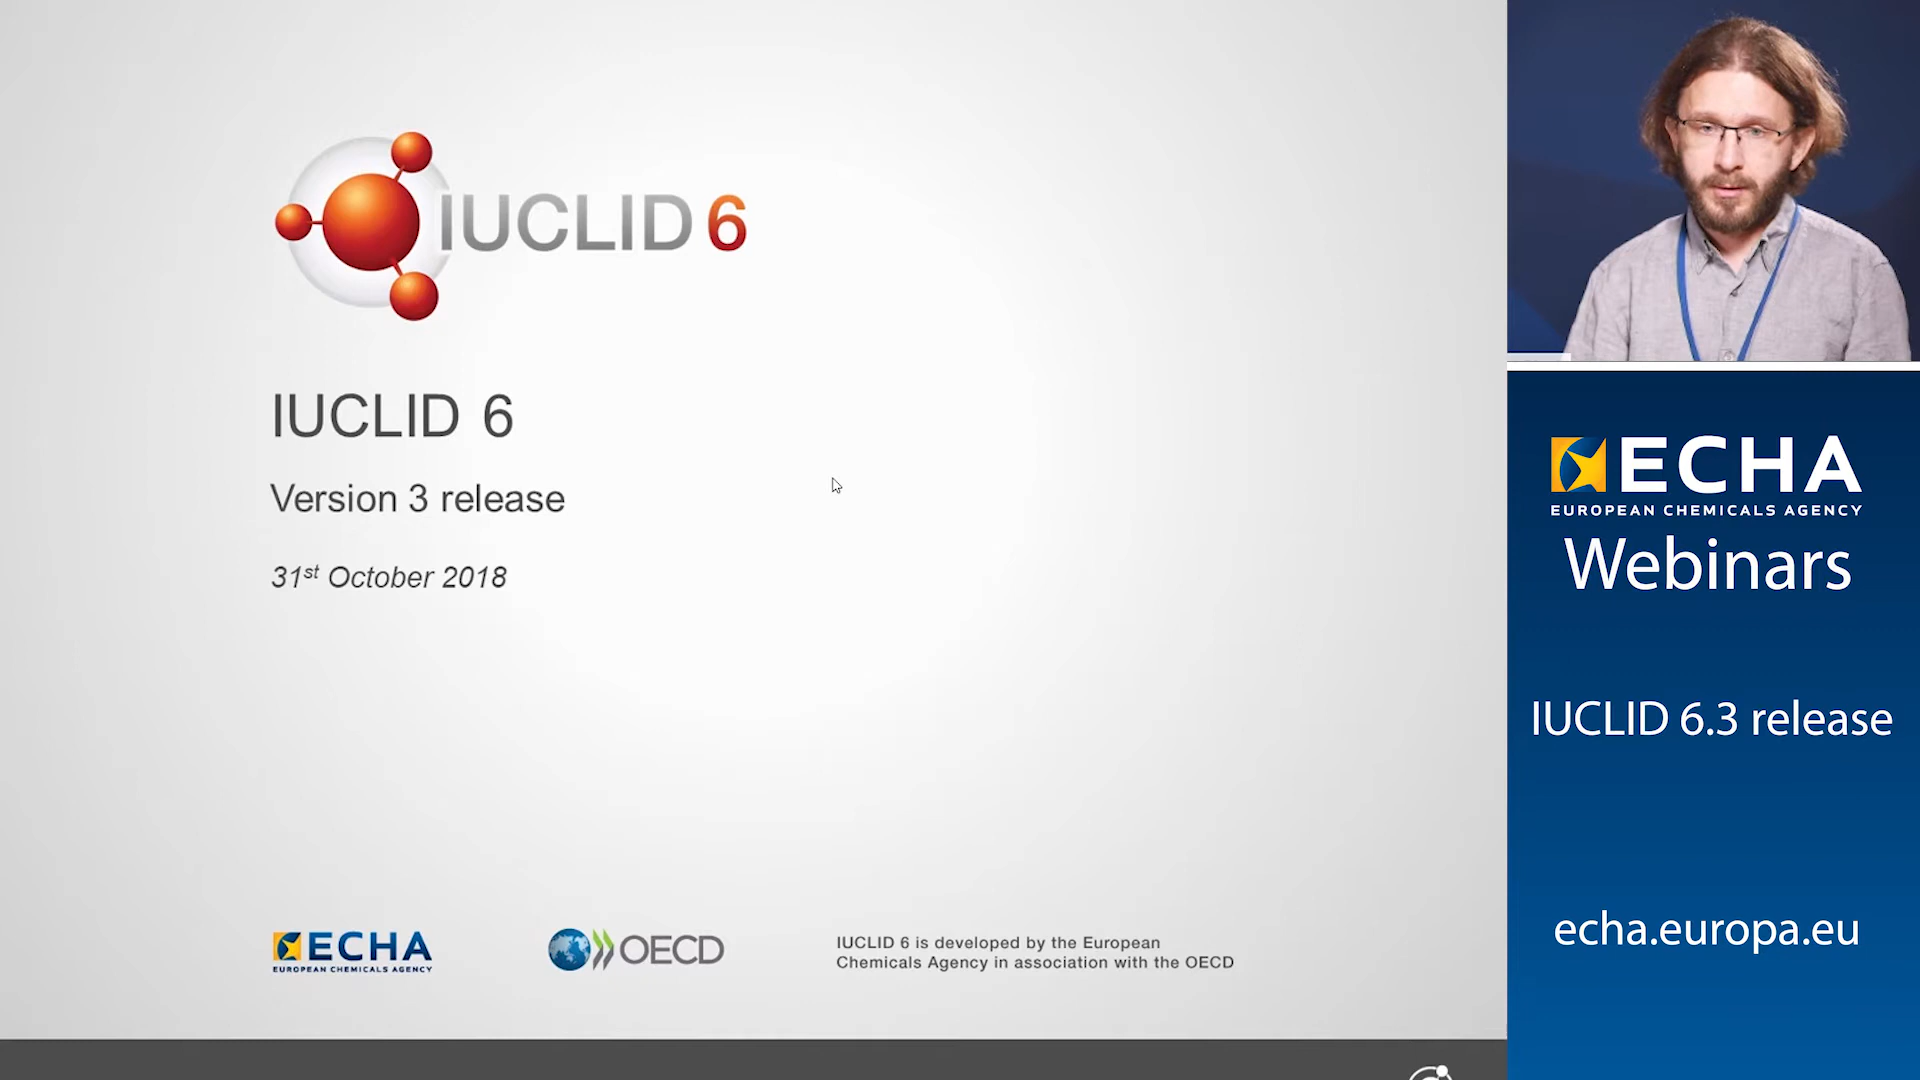 IUCLID 6
IUCLID 6
Version 3 release
31st October 2018
ECHA
EUROPEAN CHEMICALS AGENCY
OECD
IUCLID 6 is developed by the European
Chemicals Agency in association with the OECD
ECHA
EUROPEAN CHEMICALS AGENCY
Webinars
IUCLID 6.3 release
echa.europa.eu